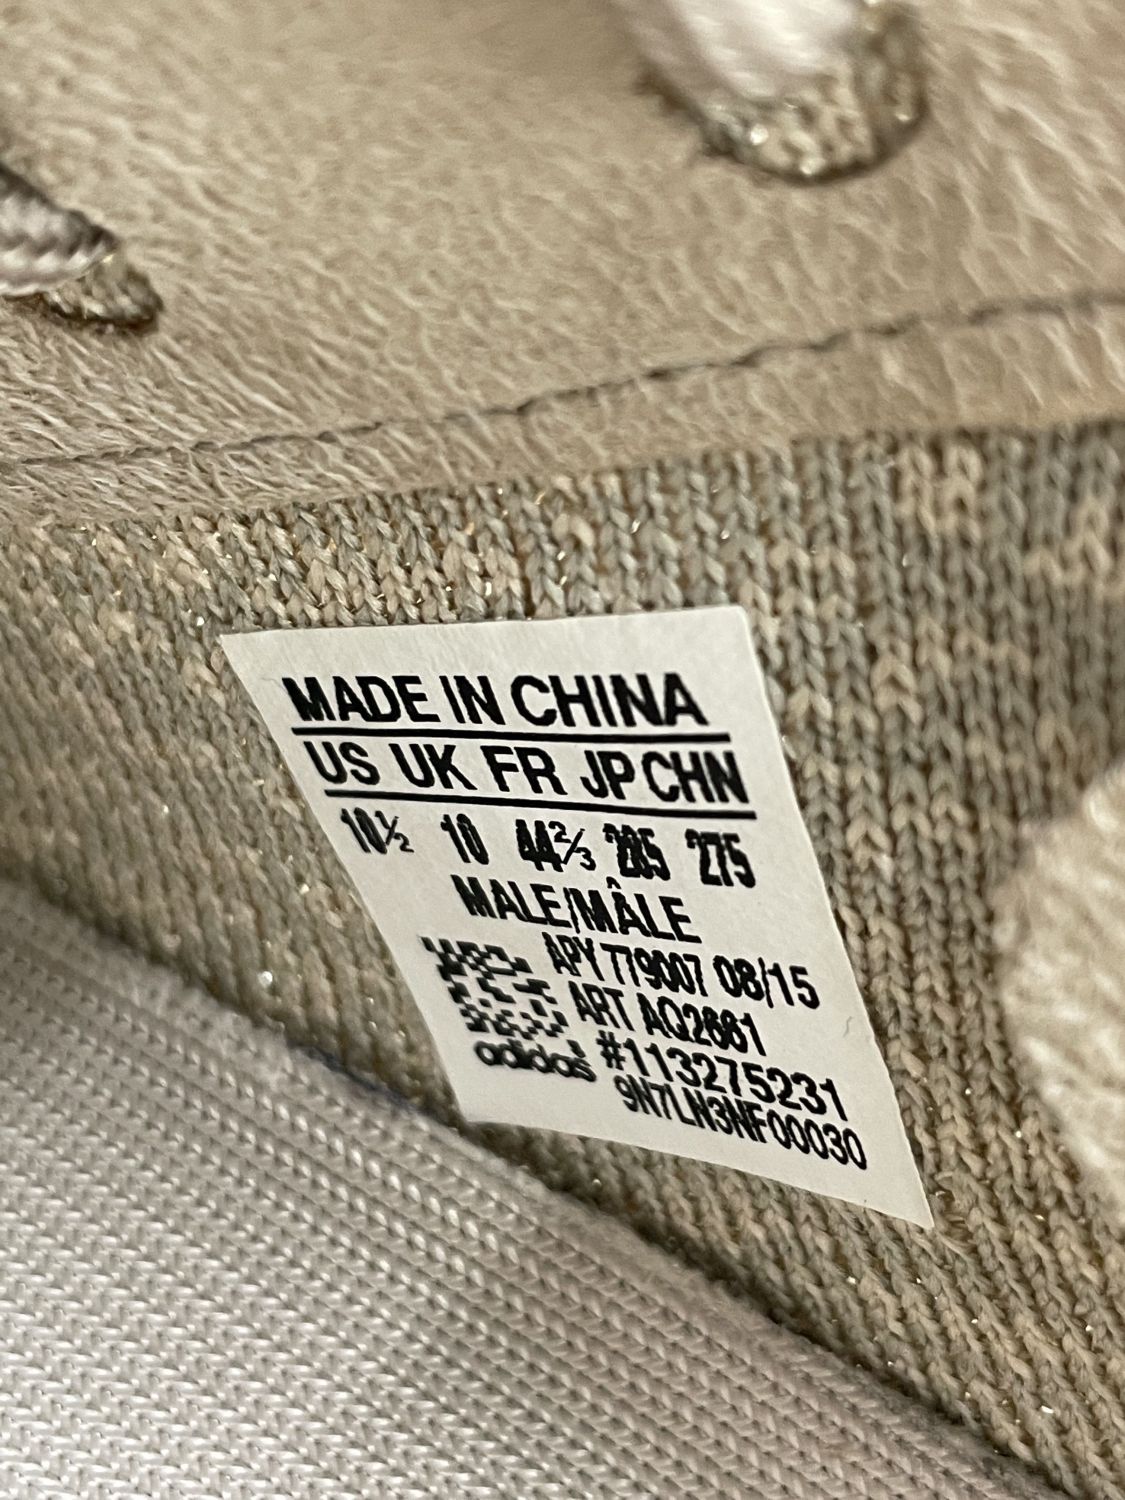 MADE IN CHINA
US UK FR JP CHN
10½ 10 44⅔ 285 275
MALE/MÂLE
APY 779007 08/15
ART AQ2661
adidas #113275231
9N7LN3NF00030